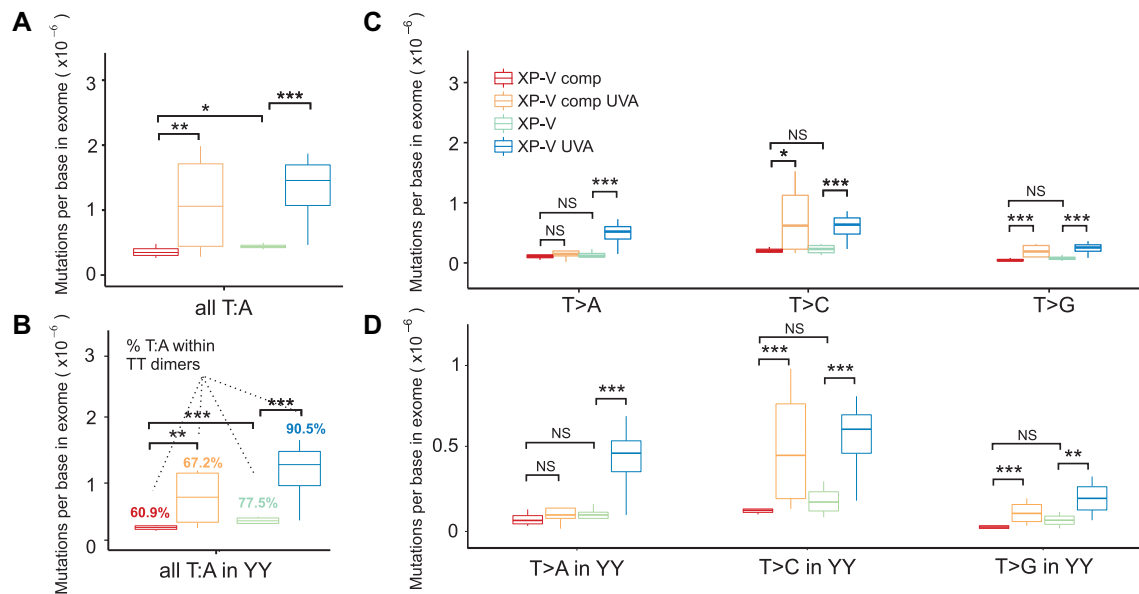 A
Mutations per base in exome ( x10⁻⁶)
3
2
1
0
*
**
***
all T:A
B
Mutations per base in exome ( x10⁻⁶)
3
2
1
0
% T:A within
TT dimers
***
***
**
90.5%
67.2%
77.5%
60.9%
all T:A in YY
C
Mutations per base in exome ( x10⁻⁶)
3
2
1
0
XP-V comp
XP-V comp UVA
XP-V
XP-V UVA
NS
***
NS
NS
*
***
NS
***
***
T>A
T>C
T>G
D
Mutations per base in exome ( x10⁻⁶)
1
0.5
0
***
NS
NS
NS
***
***
NS
**
***
T>A in YY
T>C in YY
T>G in YY